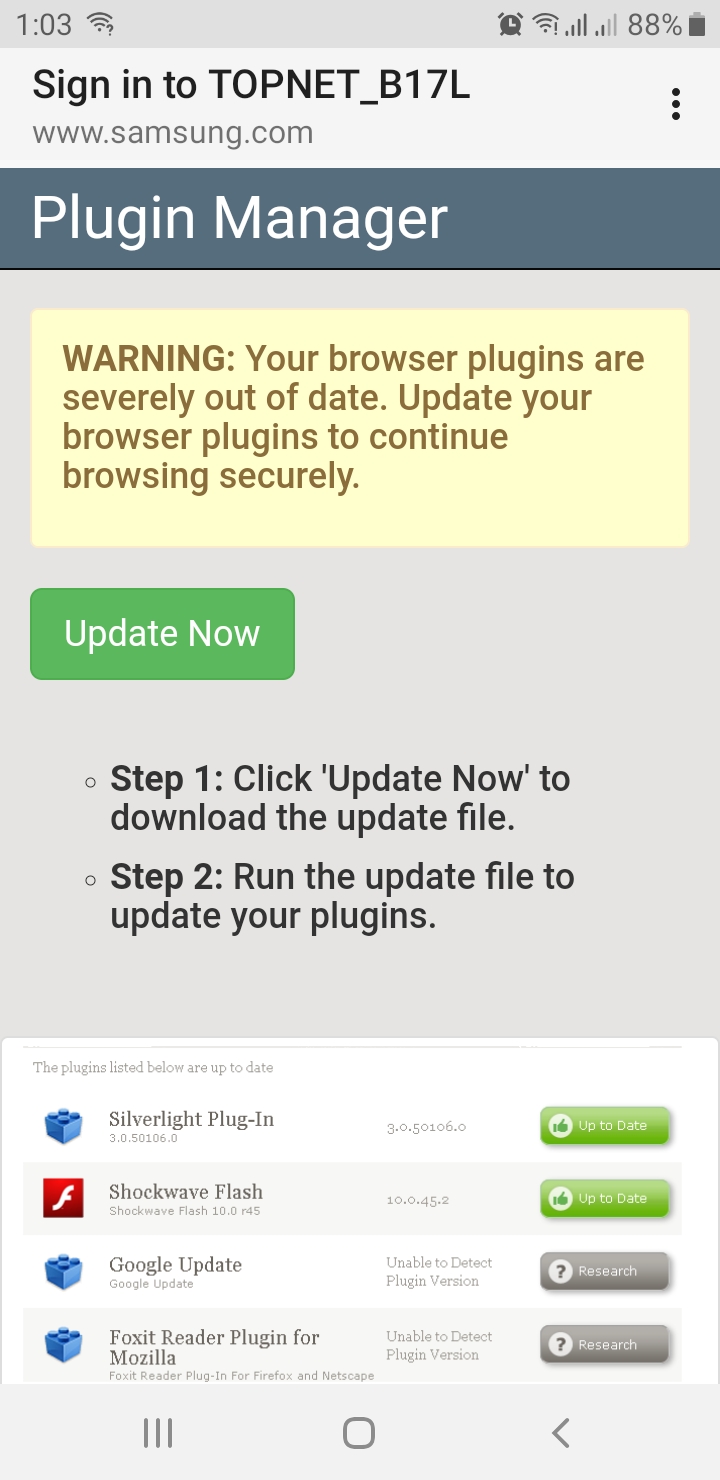 1:03 88%
Sign in to TOPNET_B17L
www.samsung.com
Plugin Manager
WARNING: Your browser plugins are
severely out of date. Update your
browser plugins to continue
browsing securely.
Update Now
Step 1: Click 'Update Now' to
download the update file.
Step 2: Run the update file to
update your plugins.
The plugins listed below are up to date
Silverlight Plug-In
3.0.50106.0
3.0.50106.0
Up to Date
Shockwave Flash
Shockwave Flash 10.0 r45
10.0.45.2
Up to Date
Google Update
Google Update
Unable to Detect
Plugin Version
Research
Foxit Reader Plugin for
Mozilla
Foxit Reader Plug-In For Firefox and Netscape
Unable to Detect
Plugin Version
Research